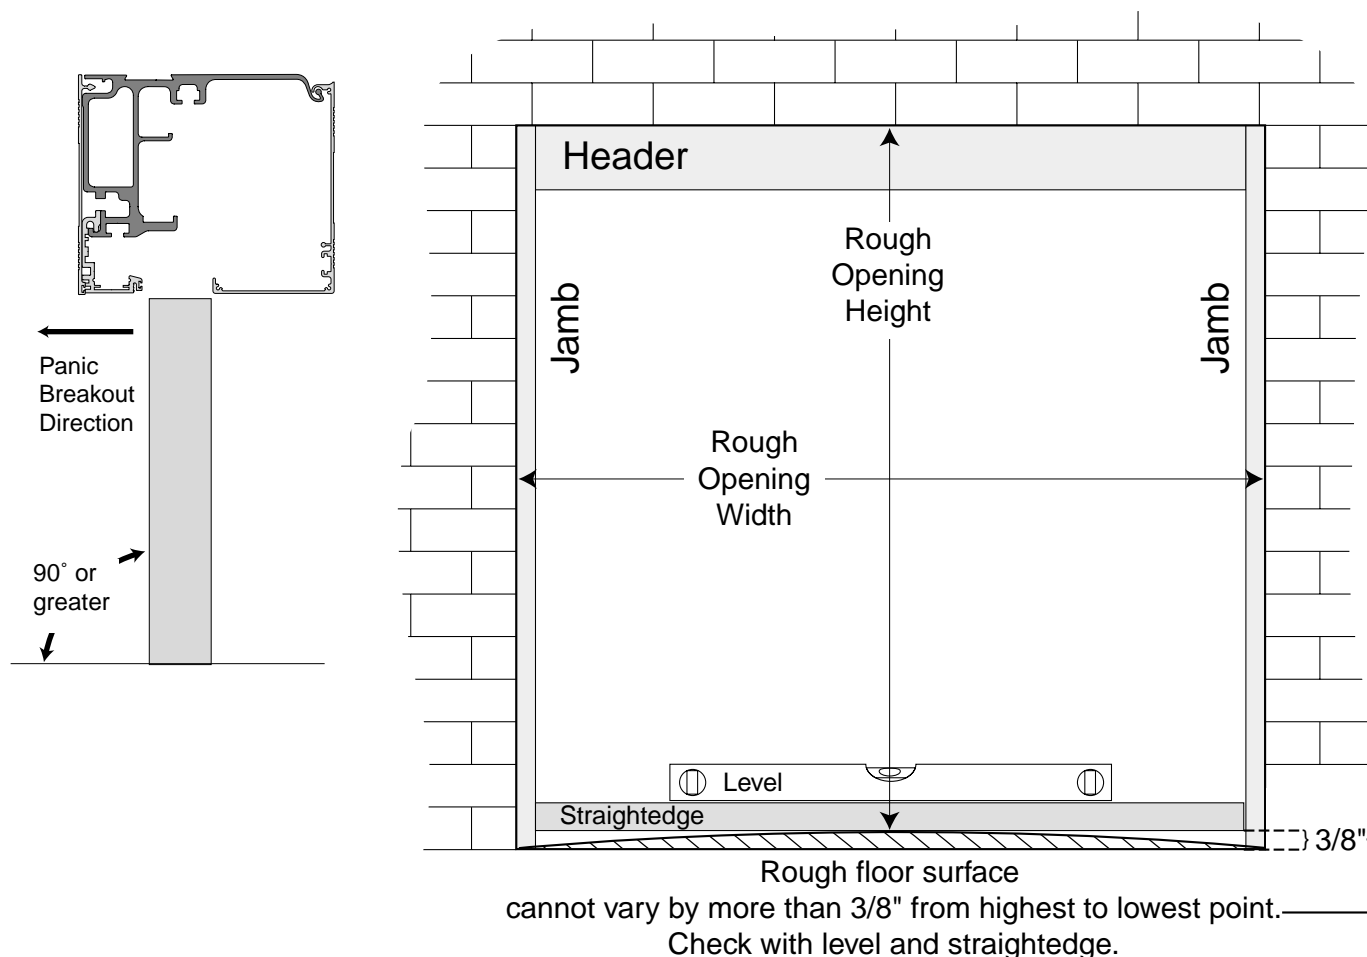 Panic
Breakout
Direction
90˚ or
greater
Header
Rough
Opening
Height
Jamb
Jamb
Rough
Opening
Width
Level
Straightedge
3/8"
Rough floor surface
cannot vary by more than 3/8" from highest to lowest point.
Check with level and straightedge.